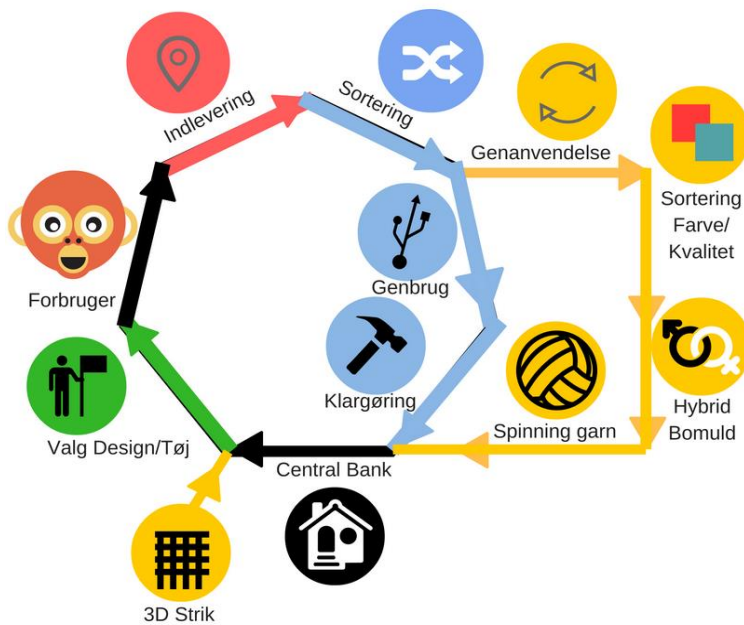 Indlevering
Sortering
Genanvendelse
Sortering
Farve/
Kvalitet
Genbrug
Forbruger
Klargøring
Hybrid
Bomuld
Spinning garn
Valg Design/Tøj
Central Bank
3D Strik